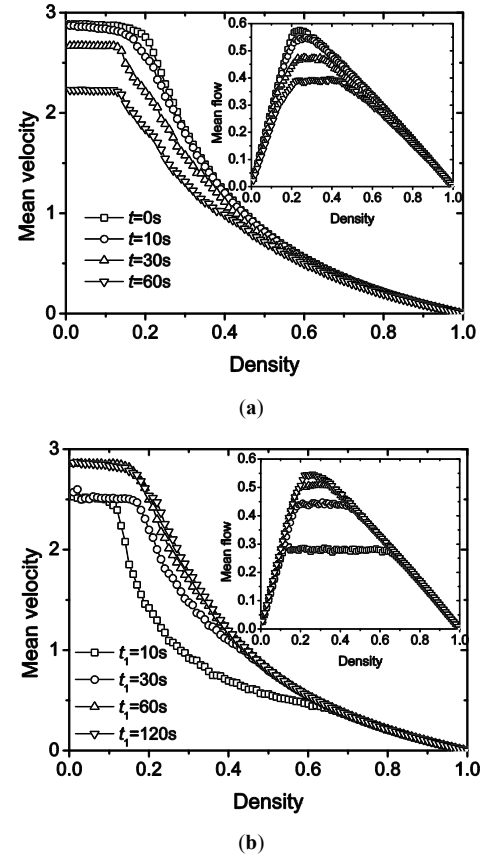 3
2
1
0
Mean velocity
0.0 0.2 0.4 0.6 0.8 1.0
Density
t=0s
t=10s
t=30s
t=60s
0.6
0.5
0.4
0.3
0.2
0.1
0.0
Mean flow
0.0 0.2 0.4 0.6 0.8 1.0
Density
(a)
3
2
1
0
Mean velocity
0.0 0.2 0.4 0.6 0.8 1.0
Density
t₁=10s
t₁=30s
t₁=60s
t₁=120s
0.6
0.5
0.4
0.3
0.2
0.1
0.0
Mean flow
0.0 0.2 0.4 0.6 0.8 1.0
Density
(b)